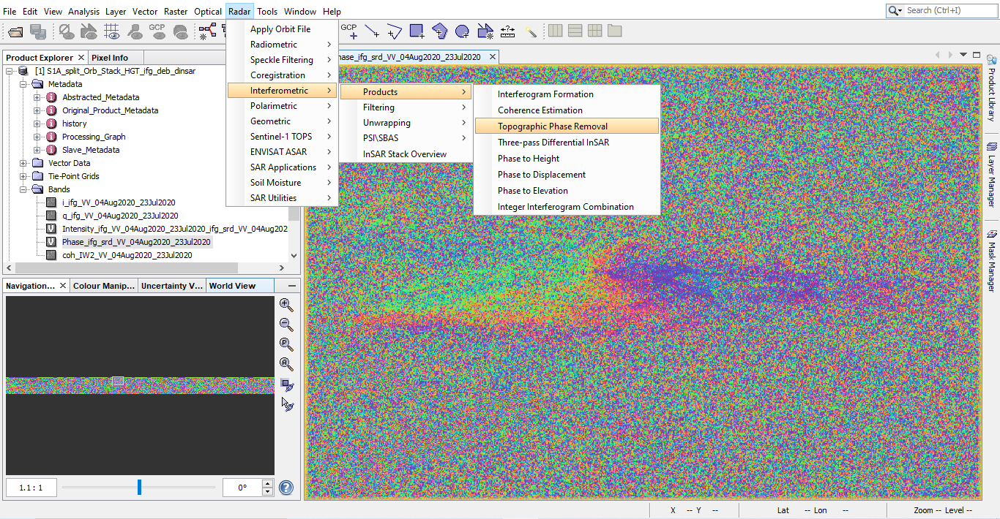 File Edit View Analysis Layer Vector Raster Optical Radar Tools Window Help
Search (Ctrl+I)
GCP
GCP
Apply Orbit File
Radiometric
Speckle Filtering
Coregistration
Interferometric
Polarimetric
Geometric
Sentinel-1 TOPS
ENVISAT ASAR
SAR Applications
Soil Moisture
SAR Utilities
Products
Filtering
Unwrapping
PSI\SBAS
InSAR Stack Overview
Interferogram Formation
Coherence Estimation
Topographic Phase Removal
Three-pass Differential InSAR
Phase to Height
Phase to Displacement
Phase to Elevation
Integer Interferogram Combination
Product Explorer Pixel Info
[1] S1A_split_Orb_Stack_HGT_ifg_deb_dinsar
Metadata
Abstracted_Metadata
Original_Product_Metadata
history
Processing_Graph
Slave_Metadata
Vector Data
Tie-Point Grids
Bands
i_ifg_VV_04Aug2020_23Jul2020
q_ifg_VV_04Aug2020_23Jul2020
Intensity_ifg_VV_04Aug2020_23Jul2020_ifg_srd_VV_04Aug202
Phase_ifg_srd_VV_04Aug2020_23Jul2020
coh_IW2_VV_04Aug2020_23Jul2020
hase_ifg_srd_VV_04Aug2020_23Jul2020
Navigation... Colour Manip... Uncertainty V... World View
1.1 : 1
0°
Product Library
Layer Manager
Mask Manager
X -- Y -- Lat -- Lon -- Zoom -- Level --